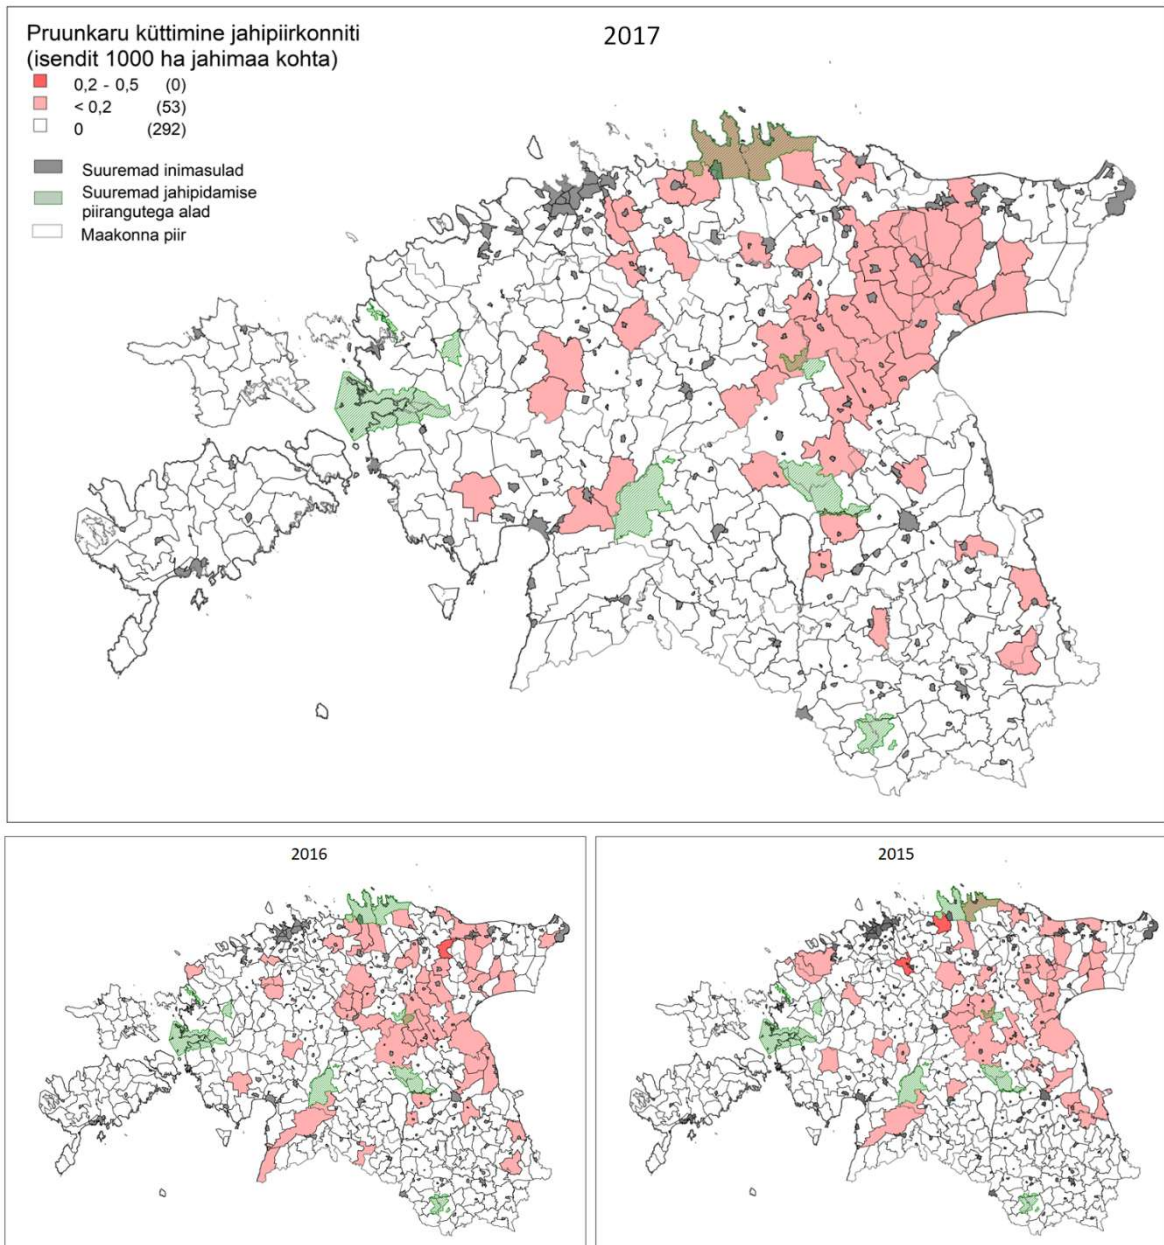 Pruunkaru küttimine jahipiirkonniti
(isendit 1000 ha jahimaa kohta)
0,2 - 0,5 (0)
< 0,2 (53)
0 (292)
Suuremad inimasulad
Suuremad jahipidamise
piirangutega alad
Maakonna piir
2017
2016
2015